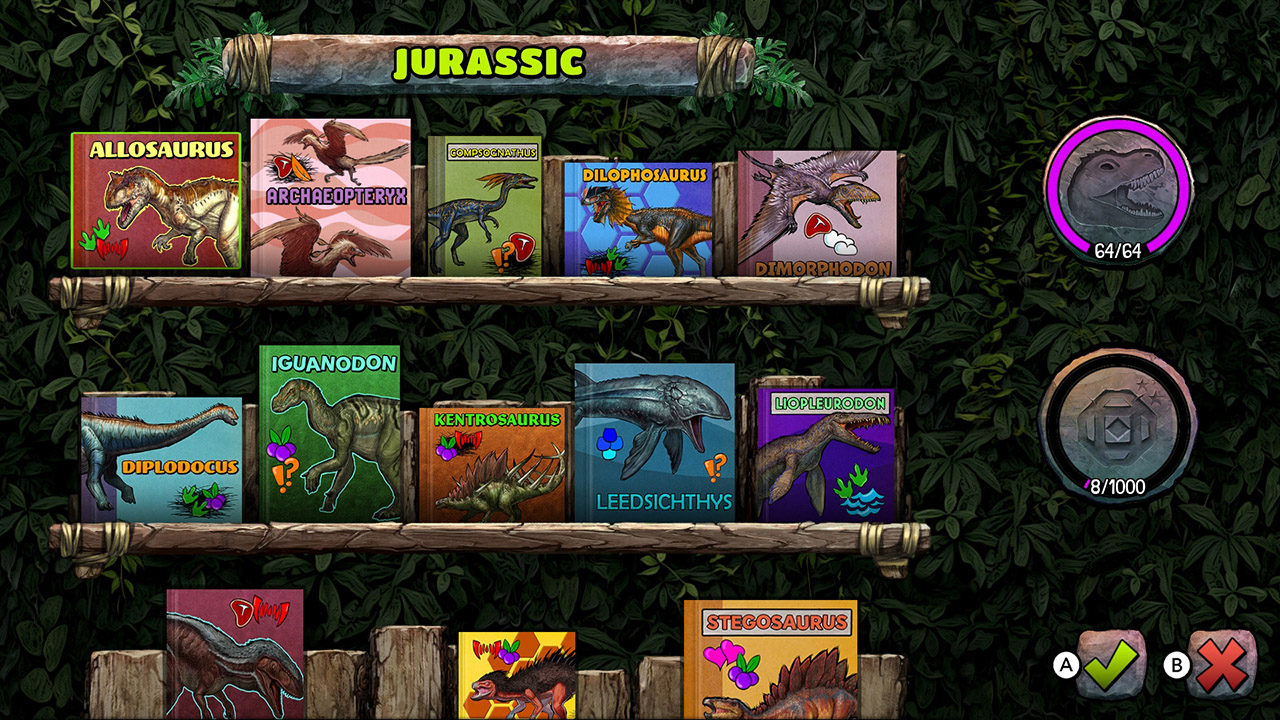 JURASSIC
ALLOSAURUS
ARCHAEOPTERYX
COMPSOGNATHUS
DILOPHOSAURUS
DIMORPHODON
64/64
IGUANODON
DIPLODOCUS
KENTROSAURUS
LEEDSICHTHYS
LIOPLEURODON
8/1000
STEGOSAURUS
A
B